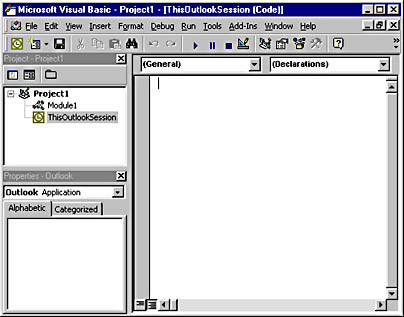 Microsoft Visual Basic - Project1 - [ThisOutlookSession (Code)]
File Edit View Insert Format Debug Run Tools Add-Ins Window Help
Project - Project1
(General) (Declarations)
Project1
Module1
ThisOutlookSession
Properties - Outlook
Outlook Application
Alphabetic Categorized